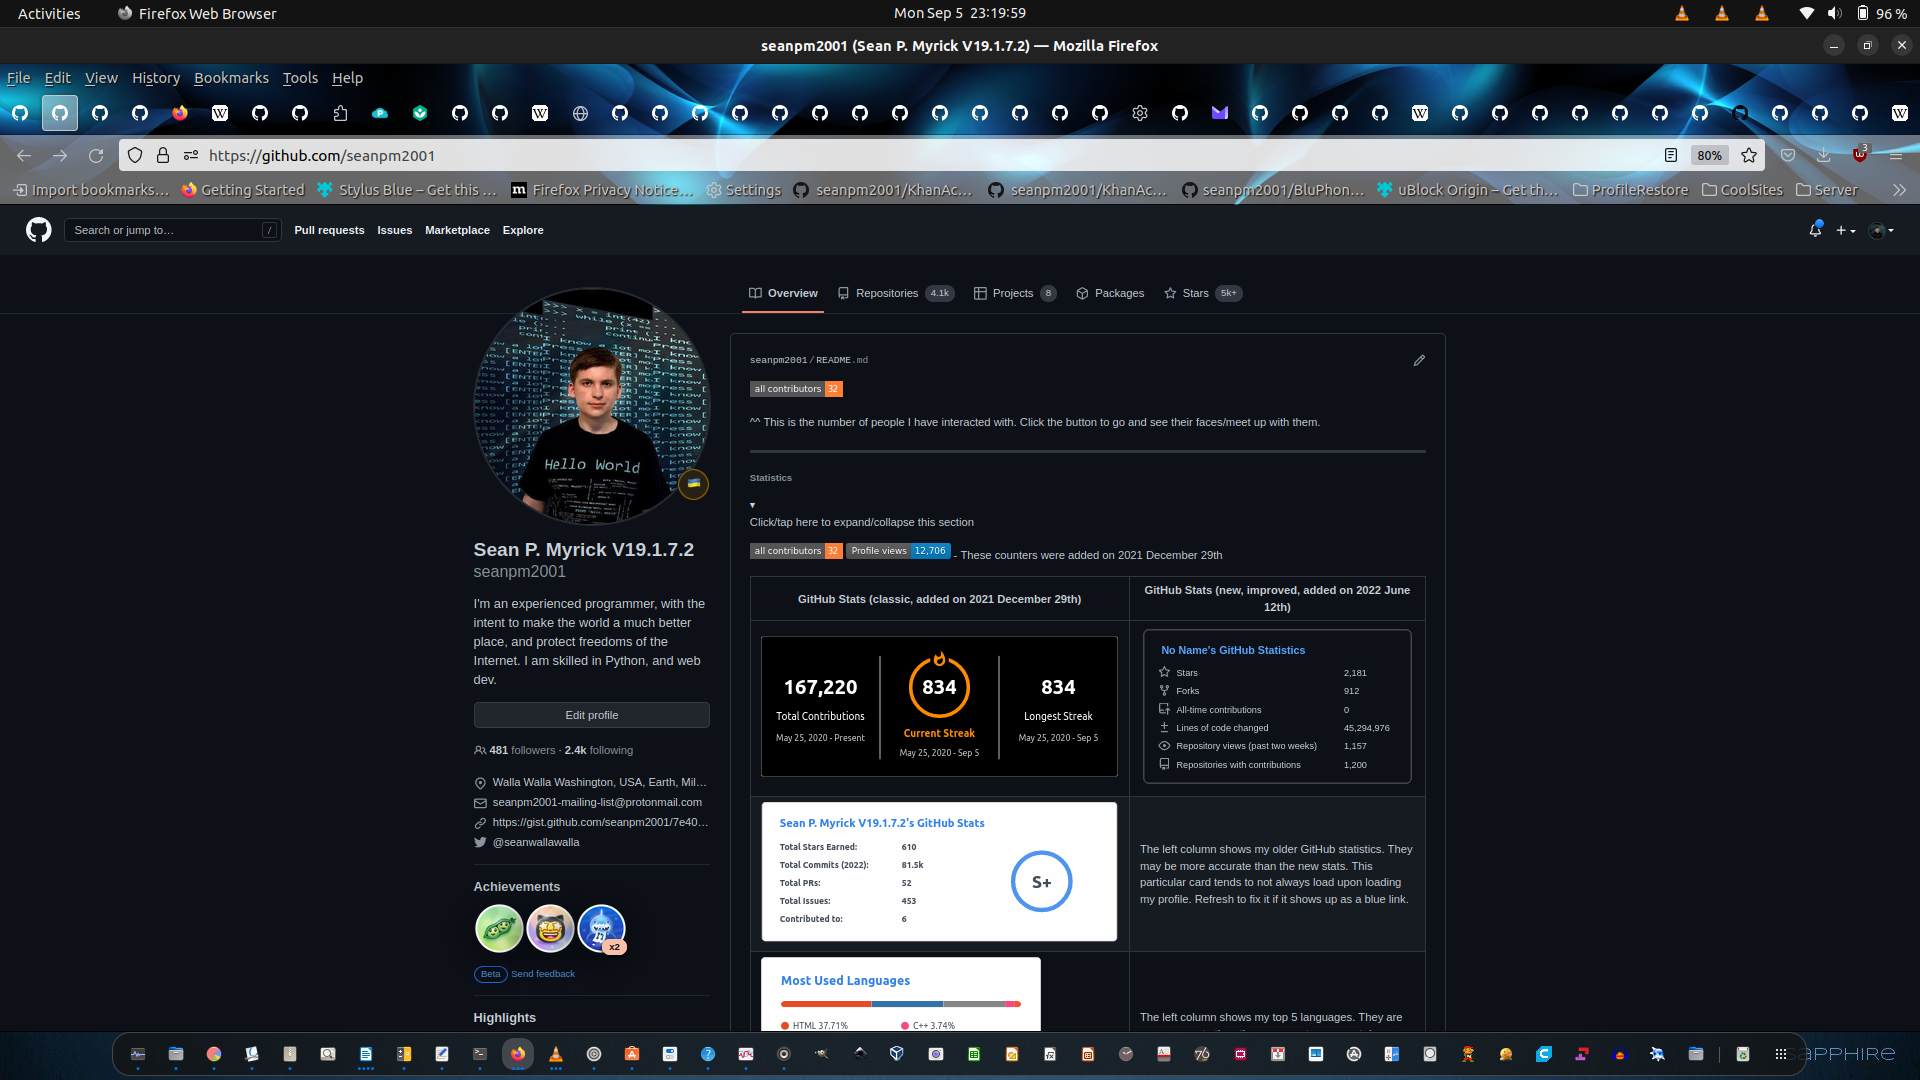 Activities
Firefox Web Browser
Mon Sep 5 23:19:59
96 %
seanpm2001 (Sean P. Myrick V19.1.7.2) — Mozilla Firefox
File Edit View History Bookmarks Tools Help
https://github.com/seanpm2001
80%
3
Import bookmarks…
Getting Started
Stylus Blue – Get this …
Firefox Privacy Notice…
Settings
seanpm2001/KhanAc…
seanpm2001/KhanAc…
seanpm2001/BluPhon…
uBlock Origin – Get th…
ProfileRestore
CoolSites
Server
Search or jump to…
/
Pull requests
Issues
Marketplace
Explore
Overview
Repositories 4.1k
Projects 8
Packages
Stars 5k+
Hello World
Sean P. Myrick V19.1.7.2
seanpm2001
I'm an experienced programmer, with the
intent to make the world a much better
place, and protect freedoms of the
Internet. I am skilled in Python, and web
dev.
Edit profile
481 followers · 2.4k following
Walla Walla Washington, USA, Earth, Mil…
seanpm2001-mailing-list@protonmail.com
https://gist.github.com/seanpm2001/7e40…
@seanwallawalla
Achievements
x2
Beta Send feedback
Highlights
seanpm2001/README.md
all contributors 32
^^ This is the number of people I have interacted with. Click the button to go and see their faces/meet up with them.
Statistics
▾
Click/tap here to expand/collapse this section
all contributors 32 Profile views 12,706 - These counters were added on 2021 December 29th
GitHub Stats (classic, added on 2021 December 29th)
GitHub Stats (new, improved, added on 2022 June
12th)
167,220
Total Contributions
May 25, 2020 - Present
834
Current Streak
May 25, 2020 - Sep 5
834
Longest Streak
May 25, 2020 - Sep 5
No Name's GitHub Statistics
Stars 2,181
Forks 912
All-time contributions 0
Lines of code changed 45,294,976
Repository views (past two weeks) 1,157
Repositories with contributions 1,200
Sean P. Myrick V19.1.7.2's GitHub Stats
Total Stars Earned: 610
Total Commits (2022): 81.5k
Total PRs: 52
Total Issues: 453
Contributed to: 6
S+
The left column shows my older GitHub statistics. They
may be more accurate than the new stats. This
particular card tends to not always load upon loading
my profile. Refresh to fix it if it shows up as a blue link.
Most Used Languages
HTML 37.71%
C++ 3.74%
The left column shows my top 5 languages. They are
SAPPHIRE